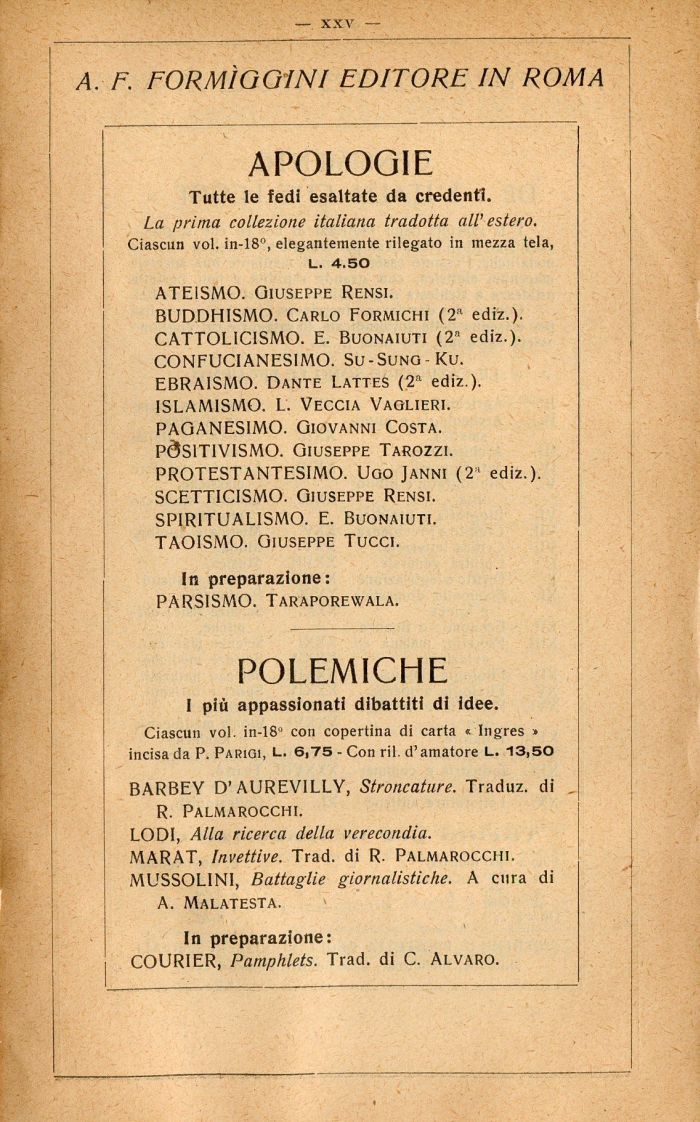 — XXV —
A. F. FORMÌGGINI EDITORE IN ROMA
APOLOGIE
Tutte le fedi esaltate da credenti.
La prima collezione italiana tradotta all'estero.
Ciascun vol. in-18º, elegantemente rilegato in mezza tela,
L. 4.50
ATEISMO. GIUSEPPE RENSI.
BUDDHISMO. CARLO FORMICHI (2ª ediz.).
CATTOLICISMO. E. BUONAIUTI (2ª ediz.).
CONFUCIANESIMO. SU-SUNG-KU.
EBRAISMO. DANTE LATTES (2ª ediz.).
ISLAMISMO. L. VECCIA VAGLIERI.
PAGANESIMO. GIOVANNI COSTA.
POSITIVISMO. GIUSEPPE TAROZZI.
PROTESTANTESIMO. UGO JANNI (2ª ediz.).
SCETTICISMO. GIUSEPPE RENSI.
SPIRITUALISMO. E. BUONAIUTI.
TAOISMO. GIUSEPPE TUCCI.
In preparazione:
PARSISMO. TARAPOREWALA.
POLEMICHE
I più appassionati dibattiti di idee.
Ciascun vol. in-18º con copertina di carta « Ingres »
incisa da P. PARIGI, L. 6,75 - Con ril. d'amatore L. 13,50
BARBEY D'AUREVILLY, Stroncature. Traduz. di
R. PALMAROCCHI.
LODI, Alla ricerca della verecondia.
MARAT, Invettive. Trad. di R. PALMAROCCHI.
MUSSOLINI, Battaglie giornalistiche. A cura di
A. MALATESTA.
In preparazione:
COURIER, Pamphlets. Trad. di C. ALVARO.